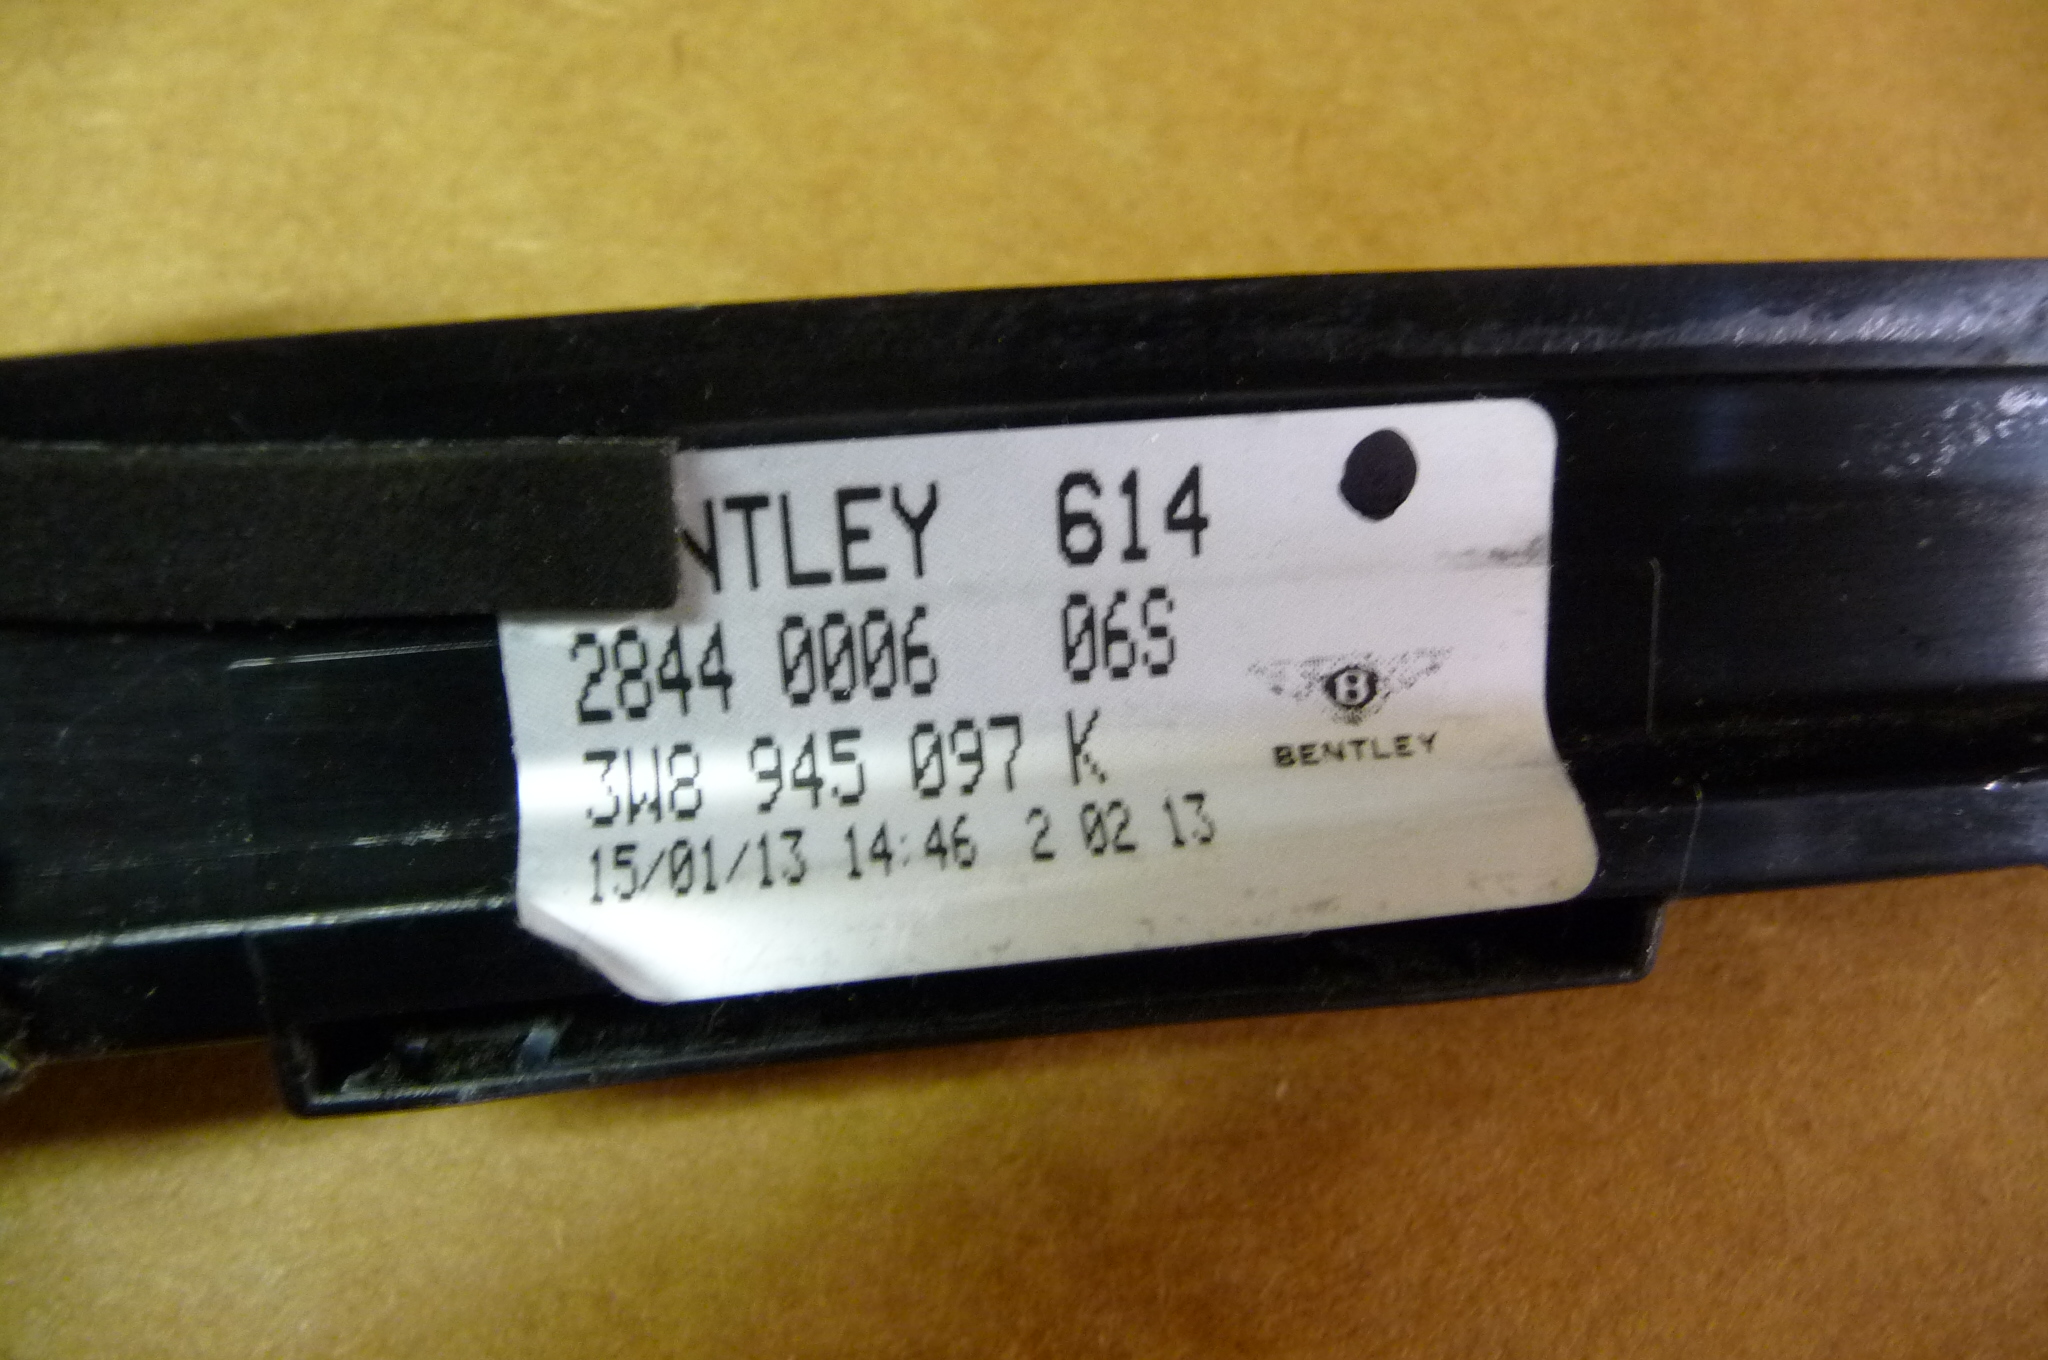 NTLEY 614
2844 0006 06S
3W8 945 097 K
15/01/13 14:46 2 02 13
B
BENTLEY